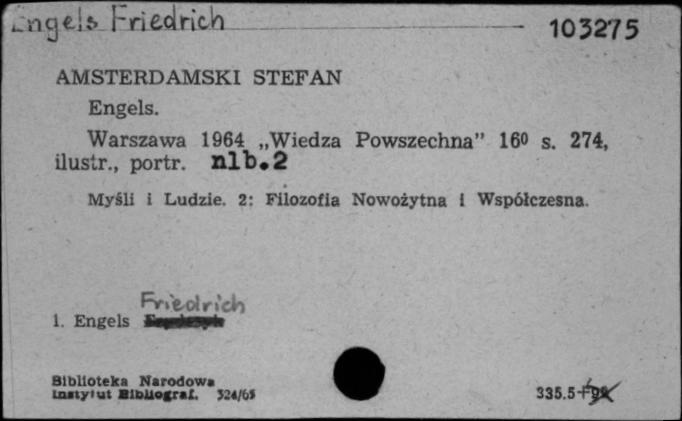 Engels Friedrich
103275
AMSTERDAMSKI STEFAN
Engels.
Warszawa 1964 „Wiedza Powszechna” 16⁰ s. 274,
ilustr., portr. nlb.2
Myśli i Ludzie. 2: Filozofia Nowożytna i Współczesna.
Friedrich
1. Engels
Biblioteka Narodowa
Instytut Bibliograf. 324/65
335.5